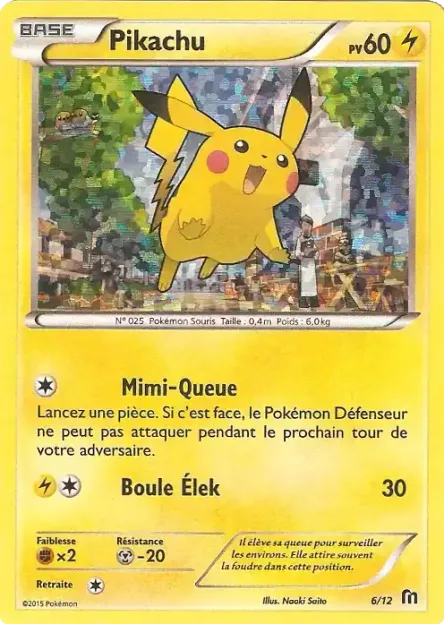 BASE
Pikachu
PV60
N° 025 Pokémon Souris Taille : 0,4m Poids : 6,0kg
Mimi-Queue
Lancez une pièce. Si c'est face, le Pokémon Défenseur
ne peut pas attaquer pendant le prochain tour de
votre adversaire.
Boule Élek 30
Faiblesse
×2
Résistance
-20
Retraite
Il élève sa queue pour surveiller
les environs. Elle attire souvent
la foudre dans cette position.
©2015 Pokémon
Illus. Naoki Saito
6/12 m